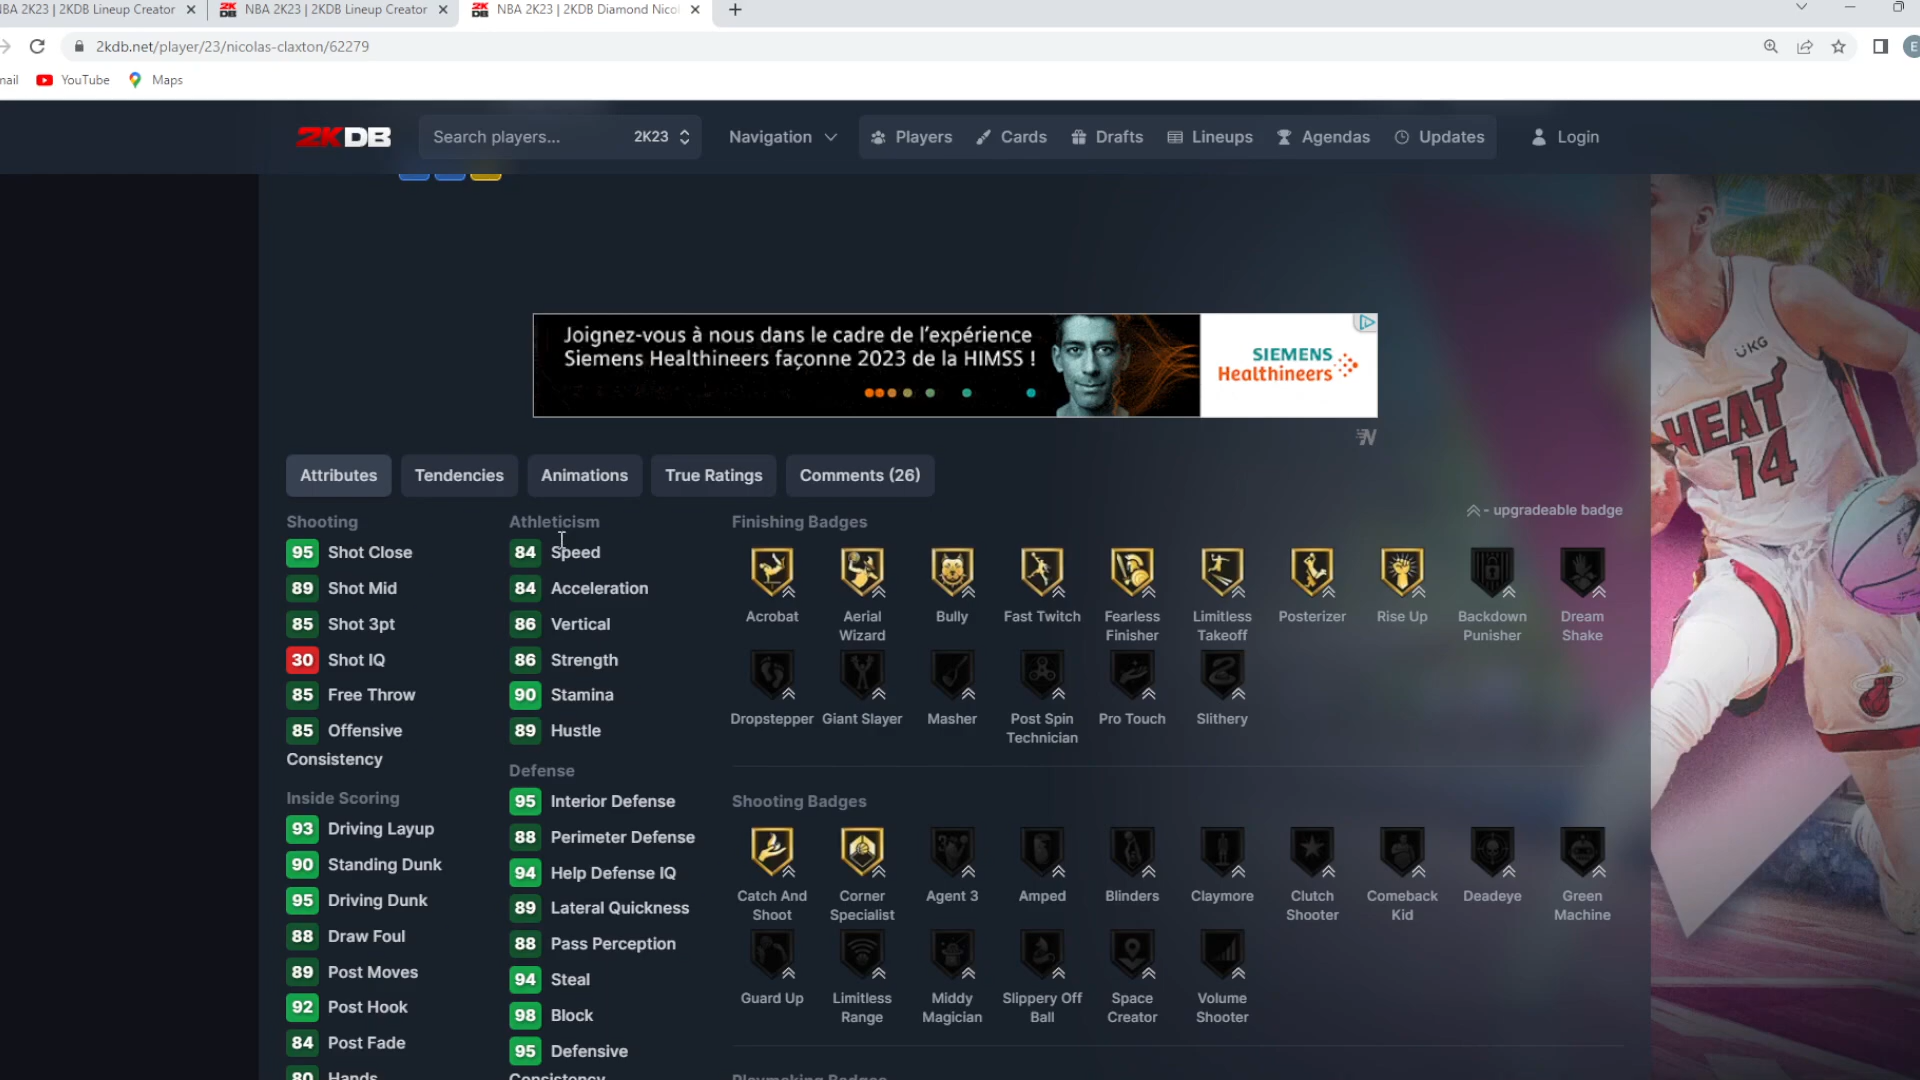 BA 2K23 | 2KDB Lineup Creator
NBA 2K23 | 2KDB Lineup Creator
NBA 2K23 | 2KDB Diamond Nico
2kdb.net/player/23/nicolas-claxton/62279
E
mail
YouTube
Maps
2KDB
Search players...
2K23
Navigation
Players
Cards
Drafts
Lineups
Agendas
Updates
Login
Joignez-vous à nous dans le cadre de l'expérience
Siemens Healthineers façonne 2023 de la HIMSS !
SIEMENS
Healthineers
Attributes
Tendencies
Animations
True Ratings
Comments (26)
- upgradeable badge
Shooting
95 Shot Close
89 Shot Mid
85 Shot 3pt
30 Shot IQ
85 Free Throw
85 Offensive
Consistency
Inside Scoring
93 Driving Layup
90 Standing Dunk
95 Driving Dunk
88 Draw Foul
89 Post Moves
92 Post Hook
84 Post Fade
80 Hands
Athleticism
84 Speed
84 Acceleration
86 Vertical
86 Strength
90 Stamina
89 Hustle
Defense
95 Interior Defense
88 Perimeter Defense
94 Help Defense IQ
89 Lateral Quickness
88 Pass Perception
94 Steal
98 Block
95 Defensive
Consistency
Finishing Badges
Acrobat
Aerial
Wizard
Bully
Fast Twitch
Fearless
Finisher
Limitless
Takeoff
Posterizer
Rise Up
Backdown
Punisher
Dream
Shake
Dropstepper
Giant Slayer
Masher
Post Spin
Technician
Pro Touch
Slithery
Shooting Badges
Catch And
Shoot
Corner
Specialist
Agent 3
Amped
Blinders
Claymore
Clutch
Shooter
Comeback
Kid
Deadeye
Green
Machine
Guard Up
Limitless
Range
Middy
Magician
Slippery Off
Ball
Space
Creator
Volume
Shooter
Playmaking Badges
UKG
HEAT
14